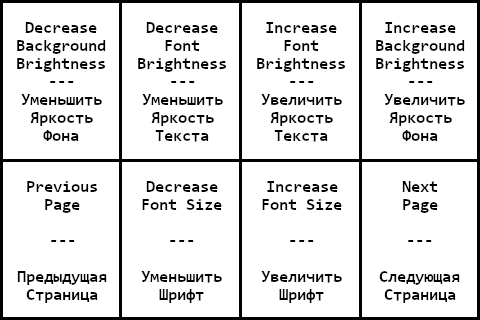 Decrease
Background
Brightness
---
Уменьшить
Яркость
Фона
Decrease
Font
Brightness
---
Уменьшить
Яркость
Текста
Increase
Font
Brightness
---
Увеличить
Яркость
Текста
Increase
Background
Brightness
---
Увеличить
Яркость
Фона
Previous
Page
---
Предыдущая
Страница
Decrease
Font Size
---
Уменьшить
Шрифт
Increase
Font Size
---
Увеличить
Шрифт
Next
Page
---
Следующая
Страница